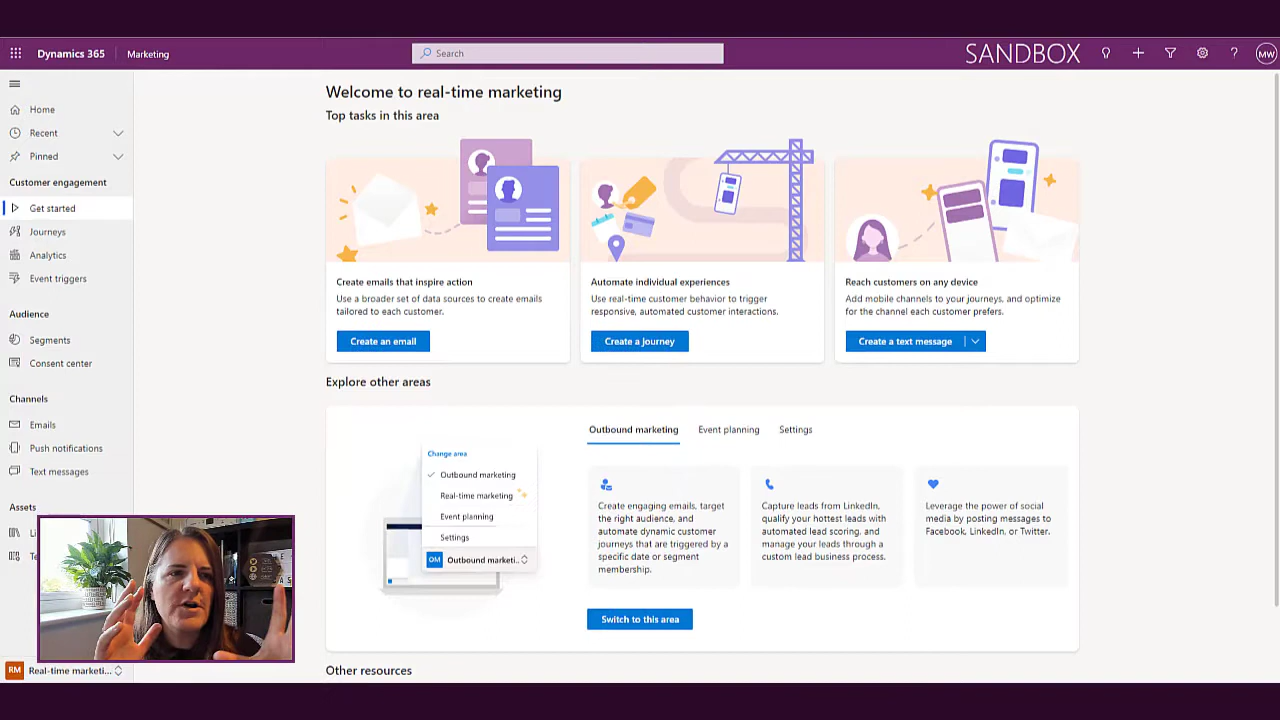 Dynamics 365
Marketing
Search
SANDBOX
MW
Home
Recent
Pinned
Customer engagement
Get started
Journeys
Analytics
Event triggers
Audience
Segments
Consent center
Channels
Emails
Push notifications
Text messages
Assets
RM
Real-time marketi...
Welcome to real-time marketing
Top tasks in this area
Create emails that inspire action
Use a broader set of data sources to create emails
tailored to each customer.
Create an email
Automate individual experiences
Use real-time customer behavior to trigger
responsive, automated customer interactions.
Create a journey
Reach customers on any device
Add mobile channels to your journeys, and optimize
for the channel each customer prefers.
Create a text message
Explore other areas
Change area
Outbound marketing
Real-time marketing
Event planning
Settings
OM
Outbound marketi...
Outbound marketing
Event planning
Settings
Create engaging emails, target
the right audience, and
automate dynamic customer
journeys that are triggered by a
specific date or segment
membership.
Capture leads from LinkedIn,
qualify your hottest leads with
automated lead scoring, and
manage your leads through a
custom lead business process.
Leverage the power of social
media by posting messages to
Facebook, LinkedIn, or Twitter.
Switch to this area
Other resources